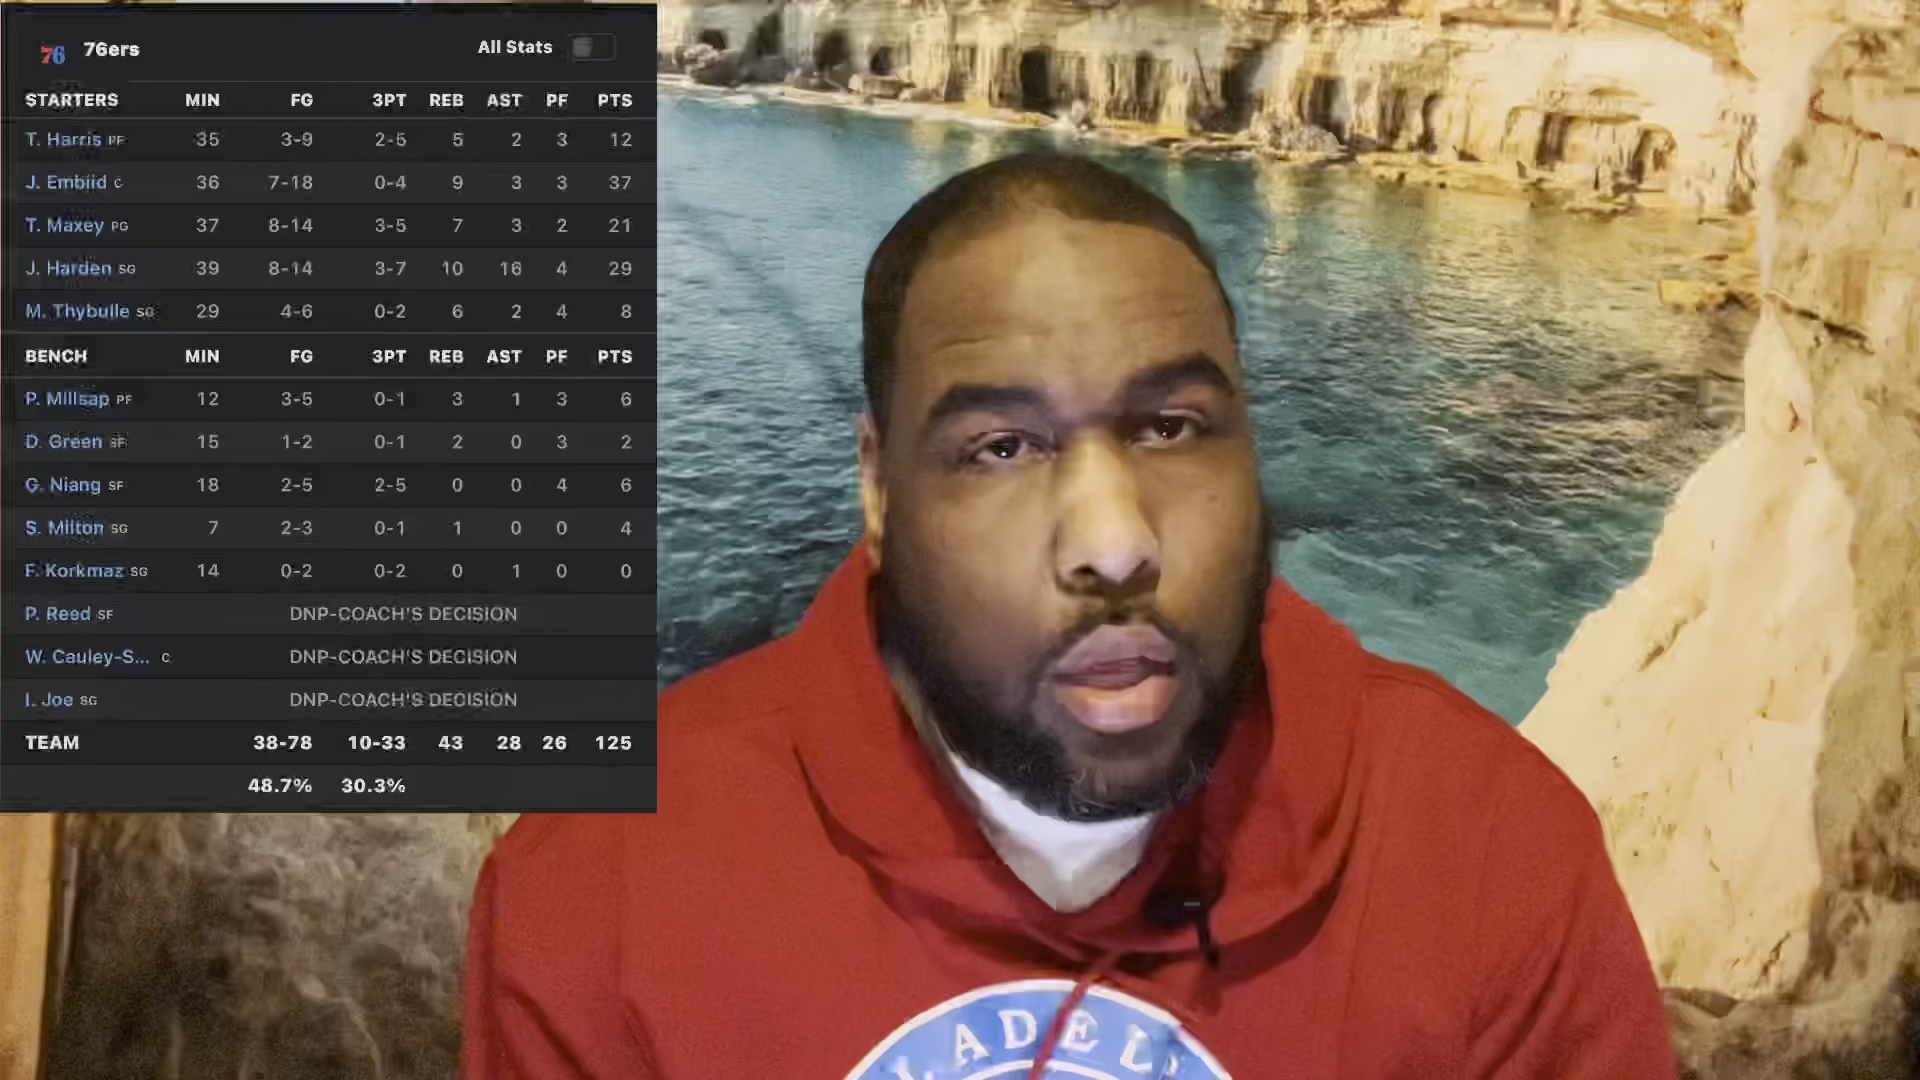 76 76ers All Stats
STARTERS MIN FG 3PT REB AST PF PTS
T. Harris PF 35 3-9 2-5 5 2 3 12
J. Embiid C 36 7-18 0-4 9 3 3 37
T. Maxey PG 37 8-14 3-5 7 3 2 21
J. Harden SG 39 8-14 3-7 10 16 4 29
M. Thybulle SG 29 4-6 0-2 6 2 4 8
BENCH MIN FG 3PT REB AST PF PTS
P. Millsap PF 12 3-5 0-1 3 1 3 6
D. Green SF 15 1-2 0-1 2 0 3 2
G. Niang SF 18 2-5 2-5 0 0 4 6
S. Milton SG 7 2-3 0-1 1 0 0 4
F. Korkmaz SG 14 0-2 0-2 0 1 0 0
P. Reed SF DNP-COACH'S DECISION
W. Cauley-S... C DNP-COACH'S DECISION
I. Joe SG DNP-COACH'S DECISION
TEAM 38-78 10-33 43 28 26 125
48.7% 30.3%
LADEL